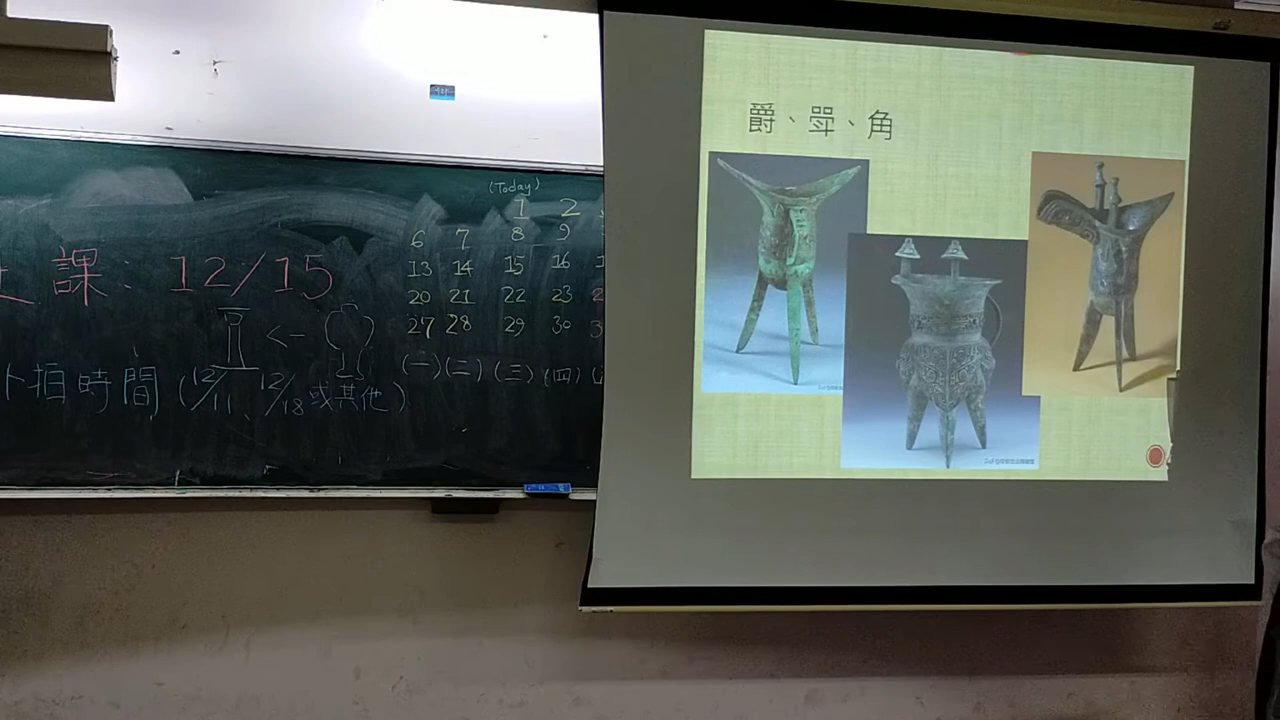 課：12/15
外拍時間（12/11、12/18或其他）
(Today)
1 2
6 7 8 9
13 14 15 16
20 21 22 23
27 28 29 30
(一)(二)(三)(四)
爵、斝、角